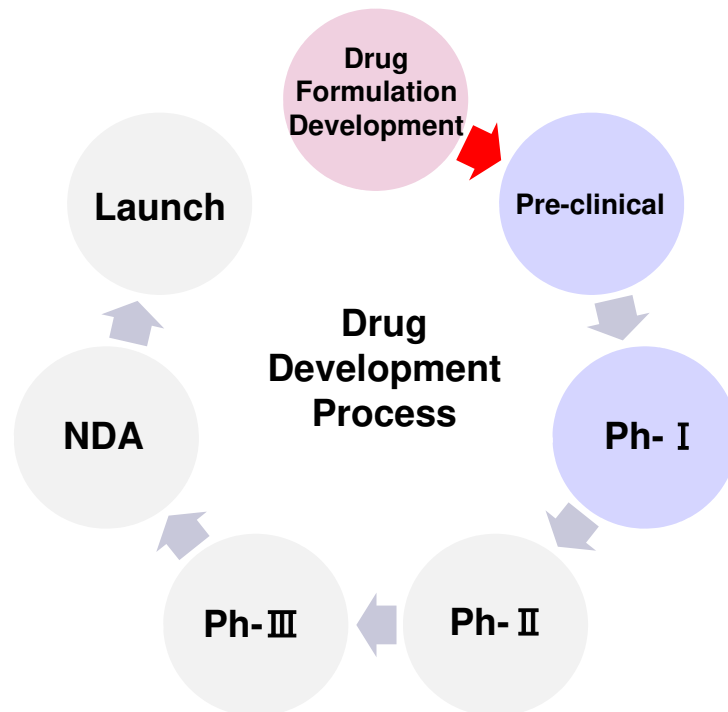 Drug
Formulation
Development
Pre-clinical
Ph-Ⅰ
Ph-Ⅱ
Ph-Ⅲ
NDA
Launch
Drug
Development
Process